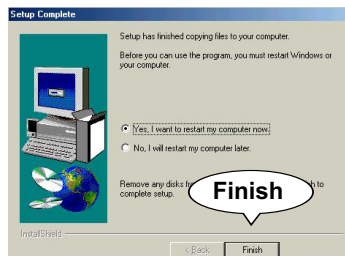 Setup Complete
Setup has finished copying files to your computer.
Before you can use the program, you must restart Windows or
your computer.
Yes, I want to restart my computer now.
No, I will restart my computer later.
Remove any disks to
complete setup.
Finish
InstallShield
< Back
Finish